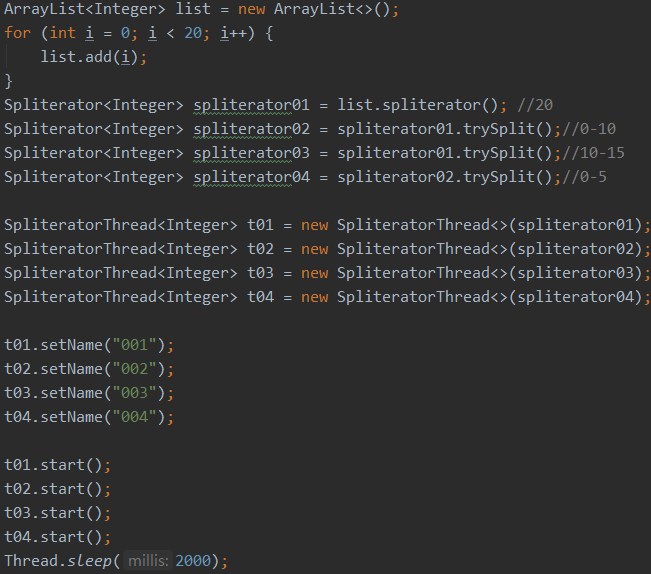 ArrayList<Integer> list = new ArrayList<>();
for (int i = 0; i < 20; i++) {
    list.add(i);
}
Spliterator<Integer> spliterator01 = list.spliterator(); //20
Spliterator<Integer> spliterator02 = spliterator01.trySplit();//0-10
Spliterator<Integer> spliterator03 = spliterator01.trySplit();//10-15
Spliterator<Integer> spliterator04 = spliterator02.trySplit();//0-5
SpliteratorThread<Integer> t01 = new SpliteratorThread<>(spliterator01);
SpliteratorThread<Integer> t02 = new SpliteratorThread<>(spliterator02);
SpliteratorThread<Integer> t03 = new SpliteratorThread<>(spliterator03);
SpliteratorThread<Integer> t04 = new SpliteratorThread<>(spliterator04);
t01.setName("001");
t02.setName("002");
t03.setName("003");
t04.setName("004");
t01.start();
t02.start();
t03.start();
t04.start();
Thread.sleep( millis: 2000);